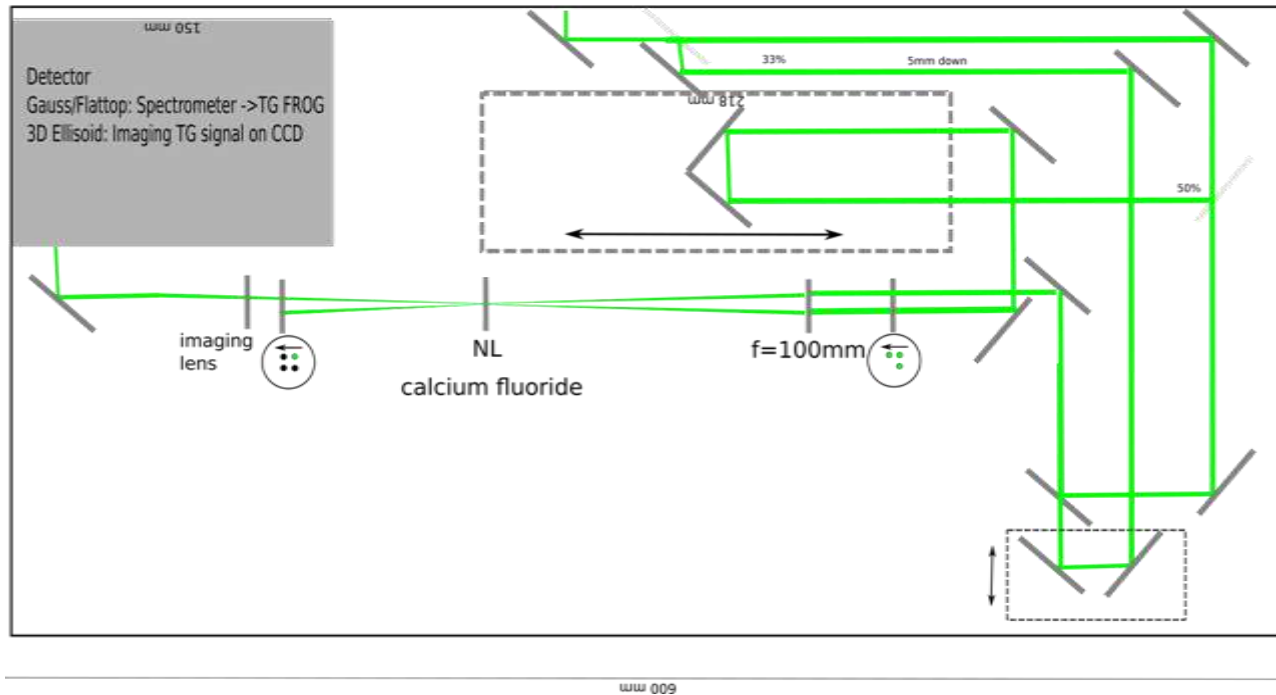 150 mm
Detector
Gauss/Flattop: Spectrometer ->TG FROG
3D Ellisoid: Imaging TG signal on CCD
33%
5mm down
218 mm
50%
imaging
lens
NL
calcium fluoride
f=100mm
600 mm